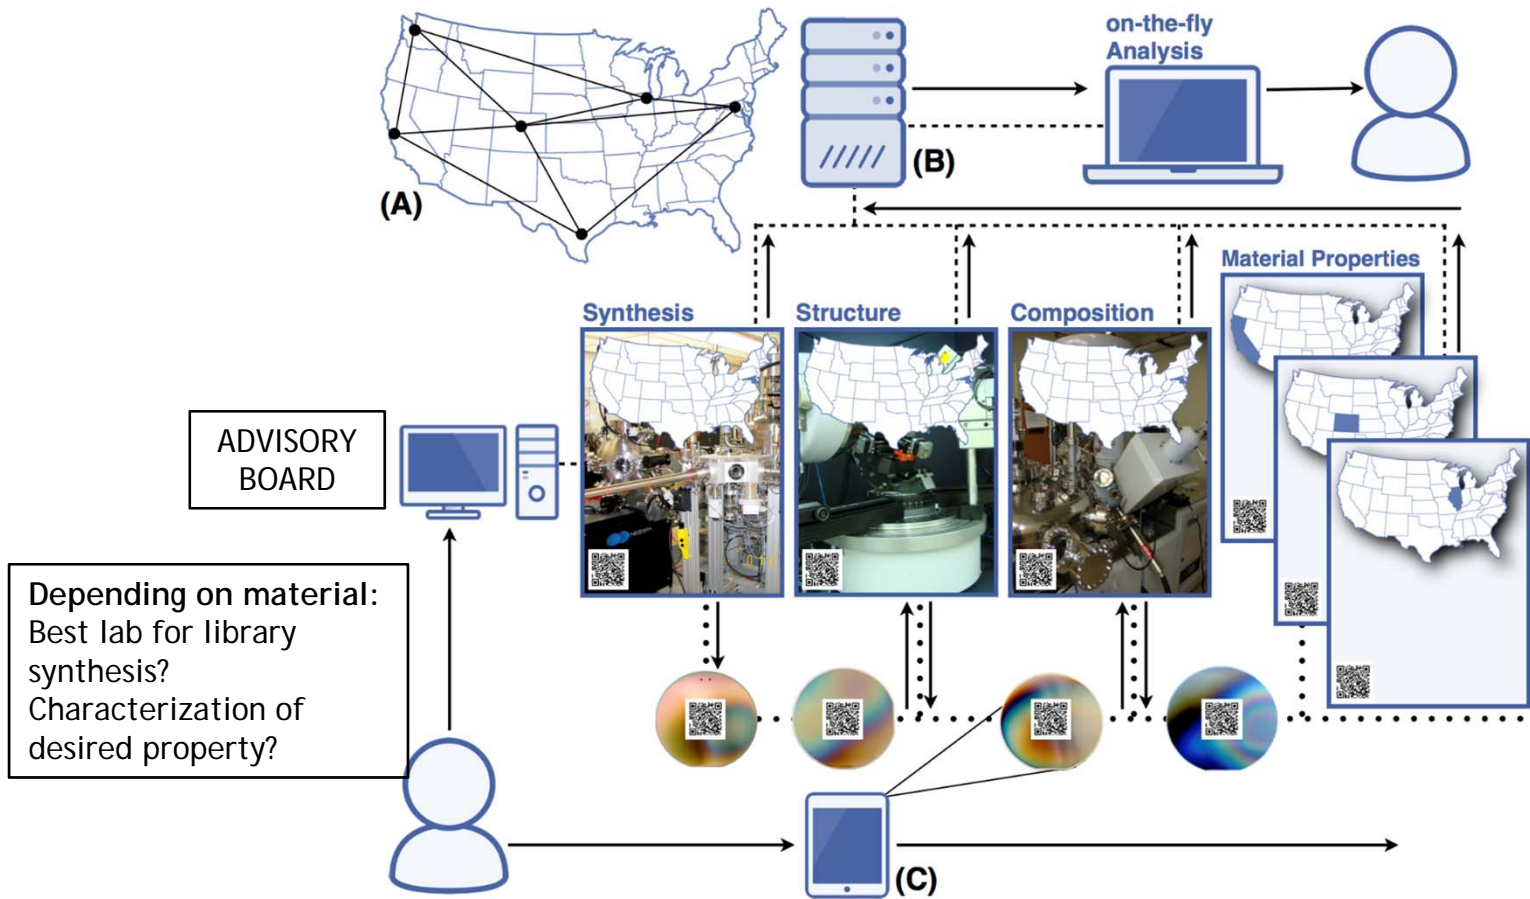 on-the-fly
Analysis
(A)
(B)
Material Properties
Synthesis
Structure
Composition
ADVISORY
BOARD
Depending on material:
Best lab for library
synthesis?
Characterization of
desired property?
(C)